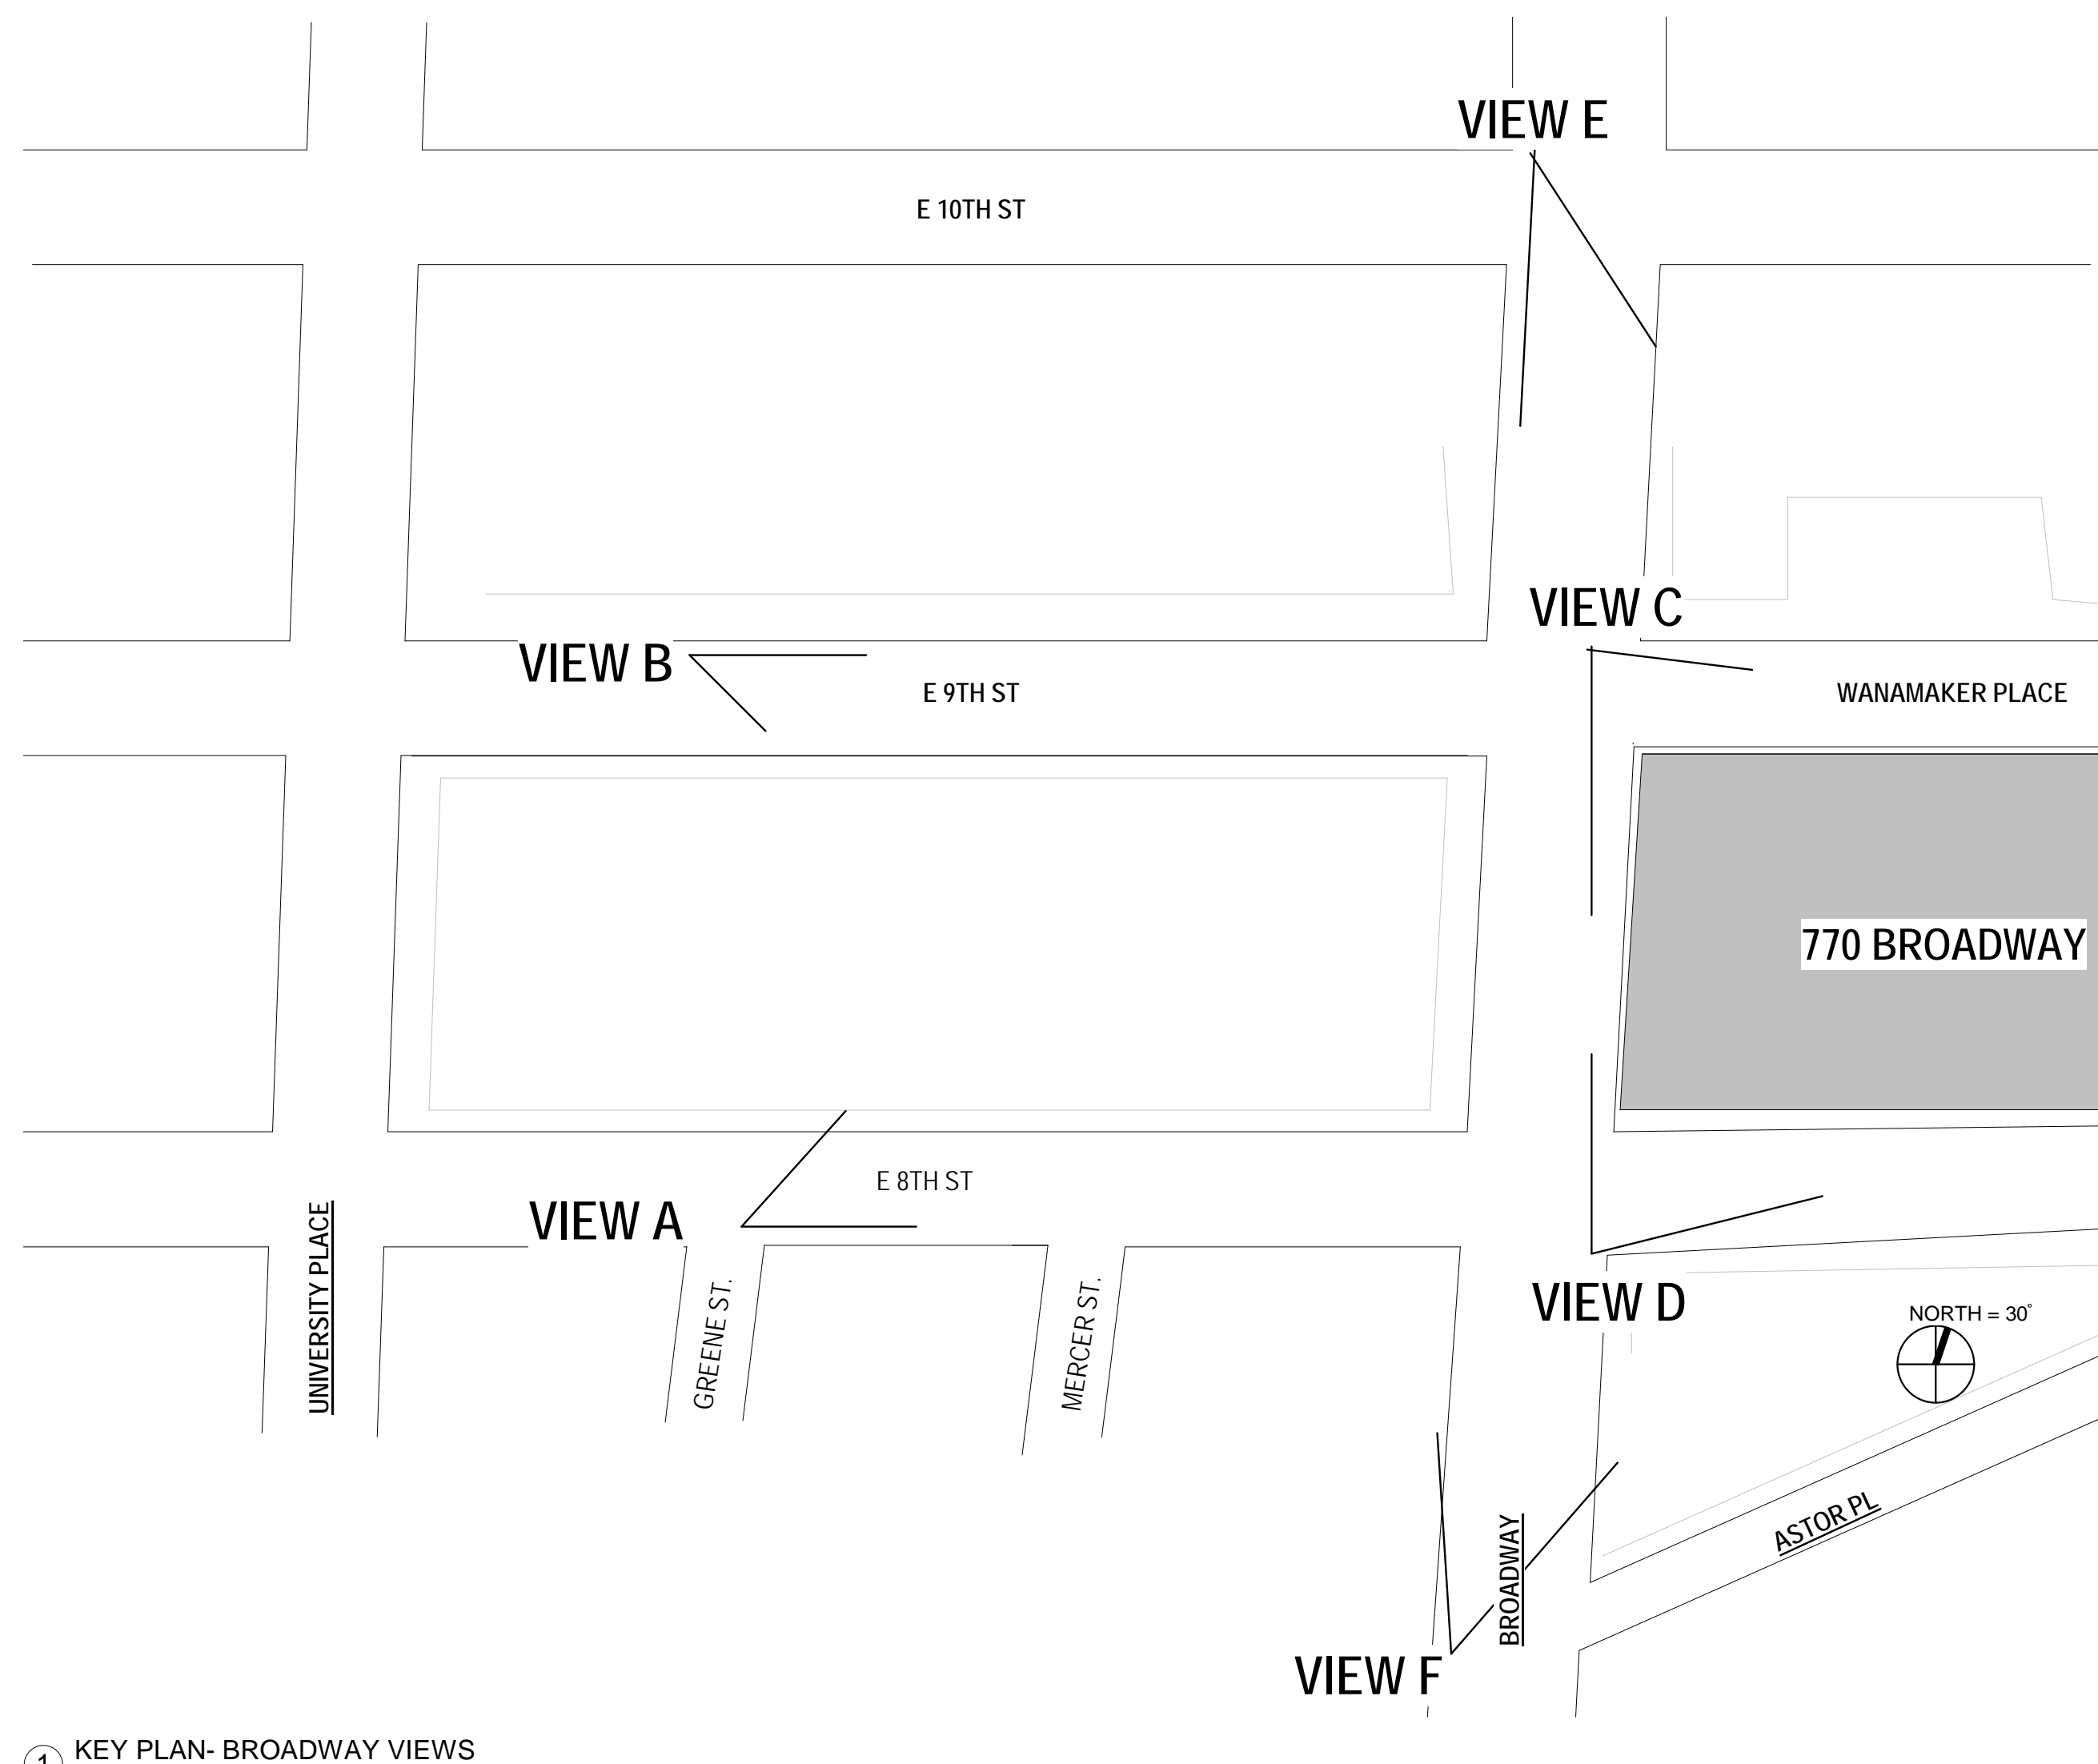 VIEW E
E 10TH ST
VIEW C
VIEW B
E 9TH ST
WANAMAKER PLACE
770 BROADWAY
E 8TH ST
VIEW A
UNIVERSITY PLACE
GREENE ST.
MERCER ST.
VIEW D
NORTH = 30°
ASTOR PL
BROADWAY
VIEW F
1
KEY PLAN- BROADWAY VIEWS